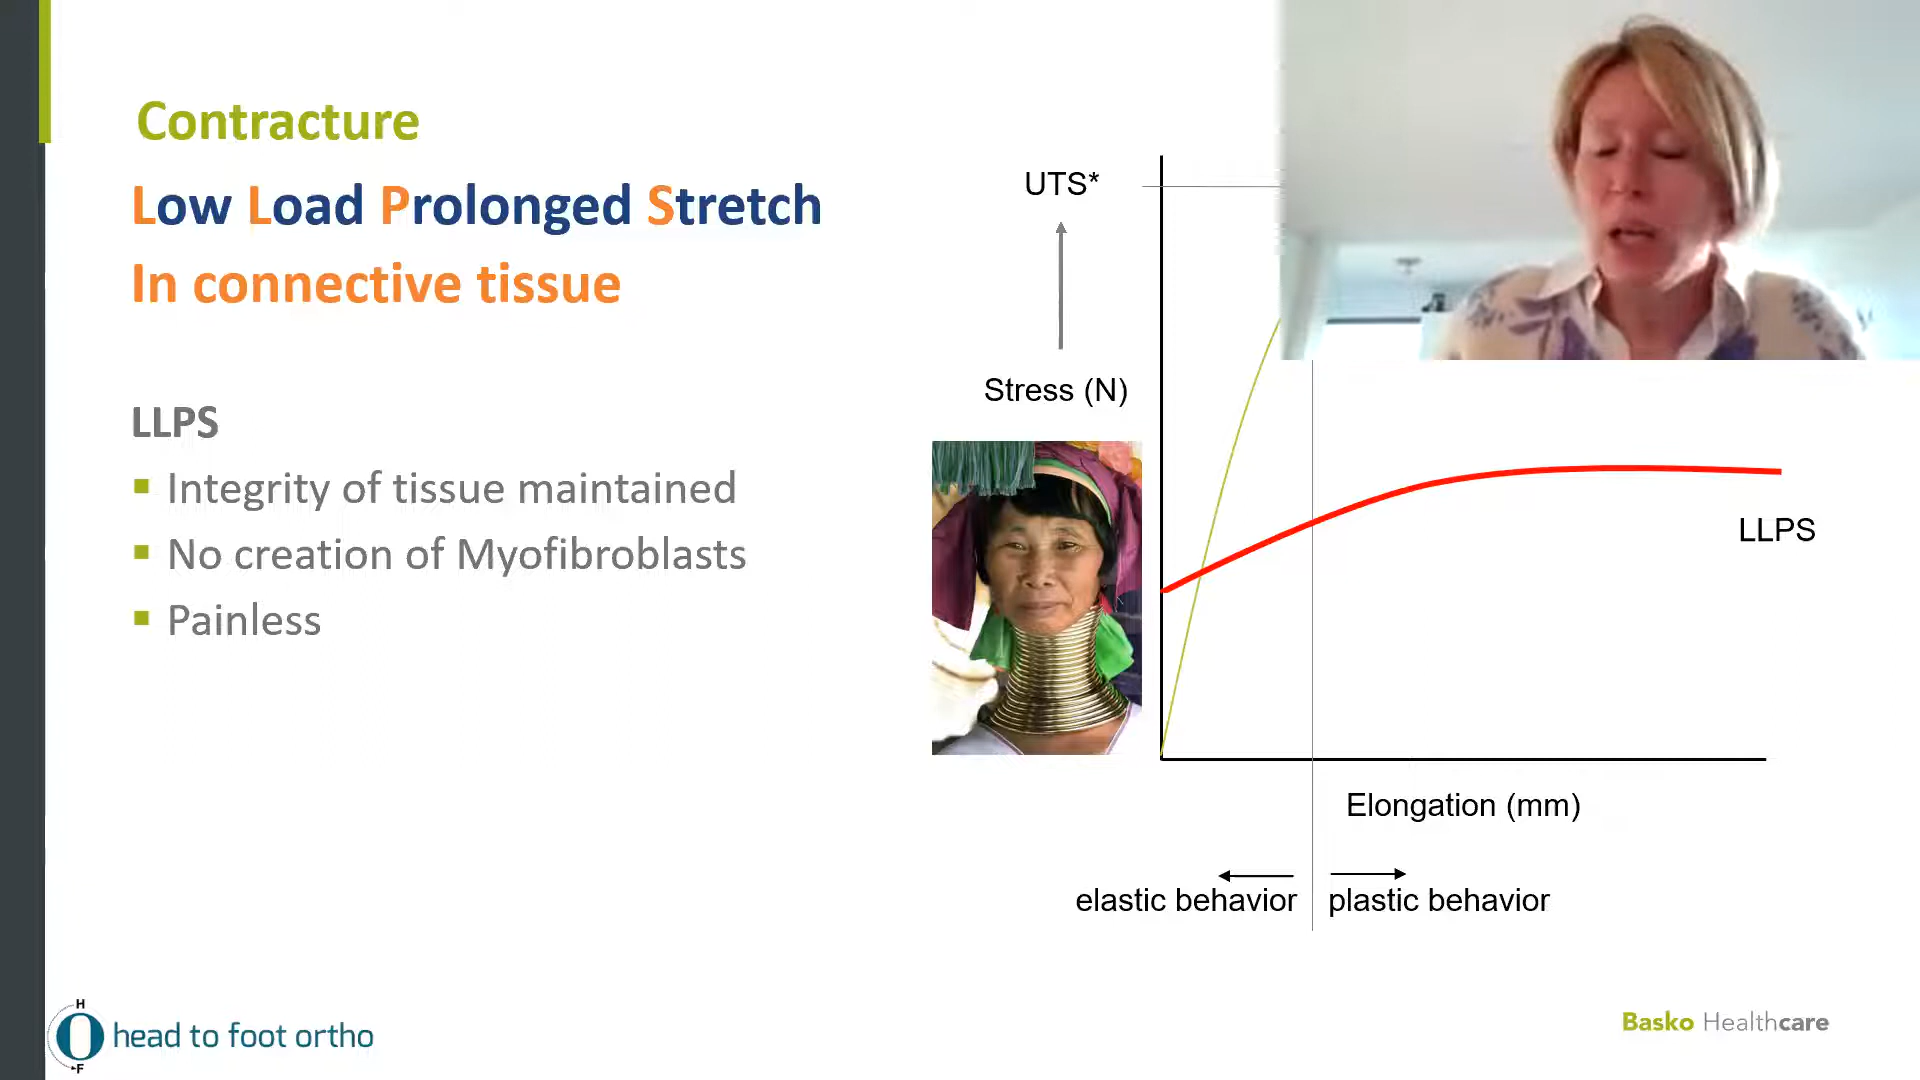 Contracture
Low Load Prolonged Stretch
In connective tissue
LLPS
Integrity of tissue maintained
No creation of Myofibroblasts
Painless
UTS*
Stress (N)
LLPS
Elongation (mm)
elastic behavior
plastic behavior
H
F
head to foot ortho
Basko Healthcare